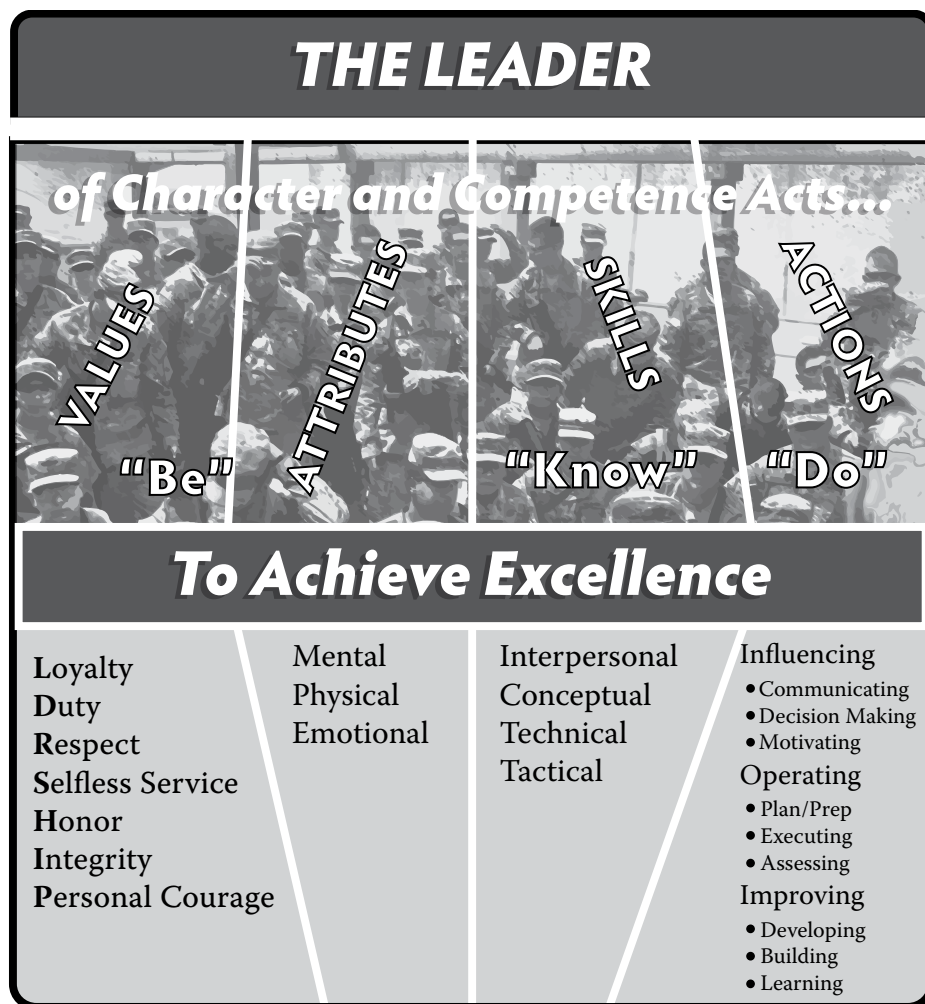 THE LEADER
of Character and Competence Acts...
VALUES
ATTRIBUTES
SKILLS
ACTIONS
“Be”
“Know”
“Do”
To Achieve Excellence
Loyalty
Duty
Respect
Selfless Service
Honor
Integrity
Personal Courage
Mental
Physical
Emotional
Interpersonal
Conceptual
Technical
Tactical
Influencing
• Communicating
• Decision Making
• Motivating
Operating
• Plan/Prep
• Executing
• Assessing
Improving
• Developing
• Building
• Learning